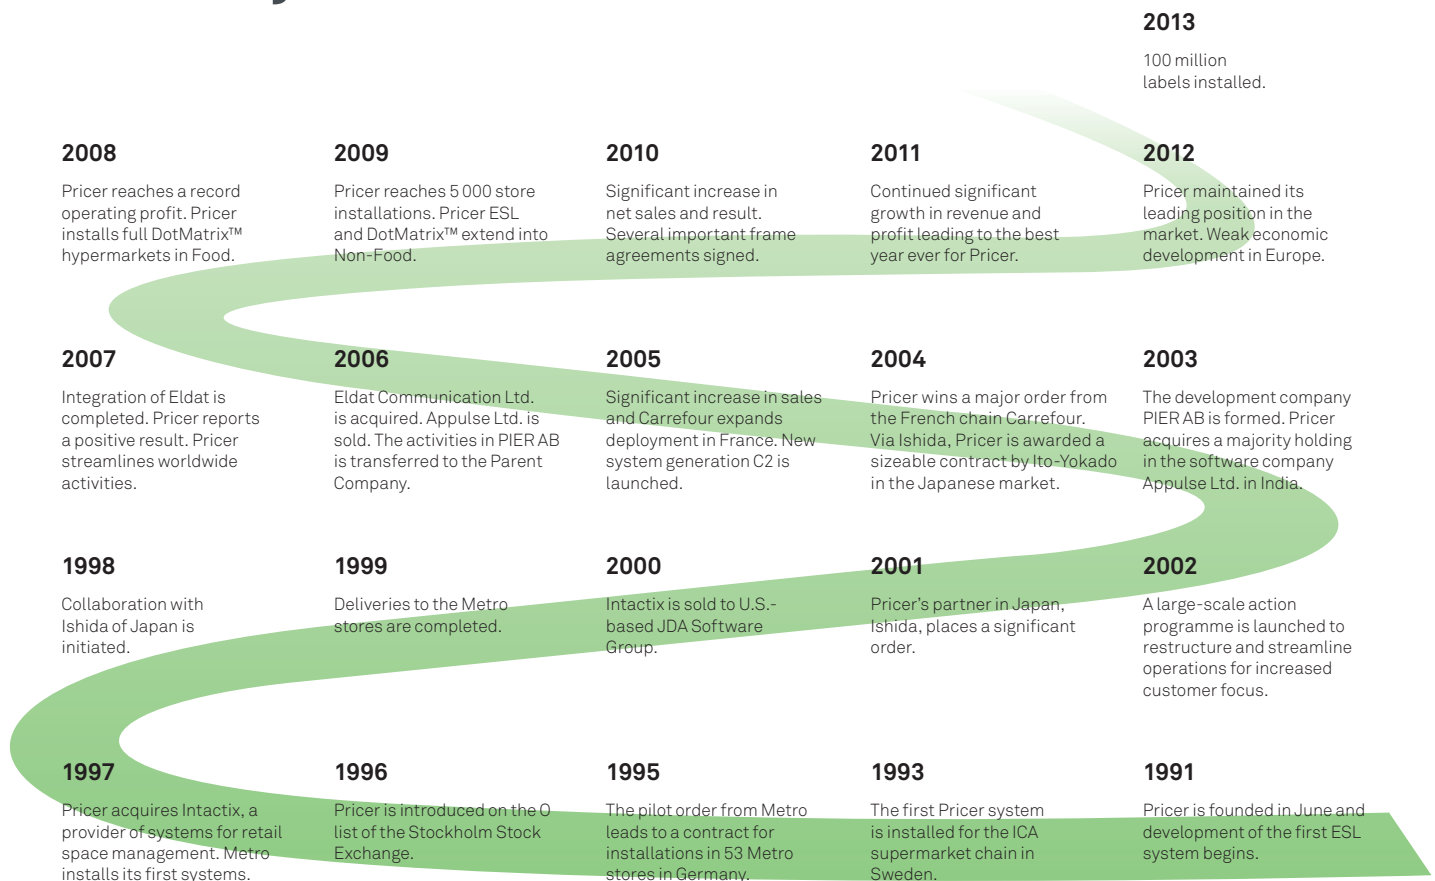 2013
100 million
labels installed.
2008
Pricer reaches a record
operating profit. Pricer
installs full DotMatrix™
hypermarkets in Food.
2009
Pricer reaches 5 000 store
installations. Pricer ESL
and DotMatrix™ extend into
Non-Food.
2010
Significant increase in
net sales and result.
Several important frame
agreements signed.
2011
Continued significant
growth in revenue and
profit leading to the best
year ever for Pricer.
2012
Pricer maintained its
leading position in the
market. Weak economic
development in Europe.
2007
Integration of Eldat is
completed. Pricer reports
a positive result. Pricer
streamlines worldwide
activities.
2006
Eldat Communication Ltd.
is acquired. Appulse Ltd. is
sold. The activities in PIER AB
is transferred to the Parent
Company.
2005
Significant increase in sales
and Carrefour expands
deployment in France. New
system generation C2 is
launched.
2004
Pricer wins a major order from
the French chain Carrefour.
Via Ishida, Pricer is awarded a
sizeable contract by Ito-Yokado
in the Japanese market.
2003
The development company
PIER AB is formed. Pricer
acquires a majority holding
in the software company
Appulse Ltd. in India.
1998
Collaboration with
Ishida of Japan is
initiated.
1999
Deliveries to the Metro
stores are completed.
2000
Intactix is sold to U.S.-
based JDA Software
Group.
2001
Pricer’s partner in Japan,
Ishida, places a significant
order.
2002
A large-scale action
programme is launched to
restructure and streamline
operations for increased
customer focus.
1997
Pricer acquires Intactix, a
provider of systems for retail
space management. Metro
installs its first systems.
1996
Pricer is introduced on the O
list of the Stockholm Stock
Exchange.
1995
The pilot order from Metro
leads to a contract for
installations in 53 Metro
stores in Germany.
1993
The first Pricer system
is installed for the ICA
supermarket chain in
Sweden.
1991
Pricer is founded in June and
development of the first ESL
system begins.